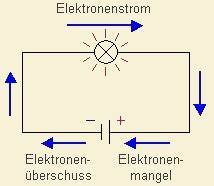 Elektronenstrom
− +
Elektronen-
überschuss
Elektronen-
mangel